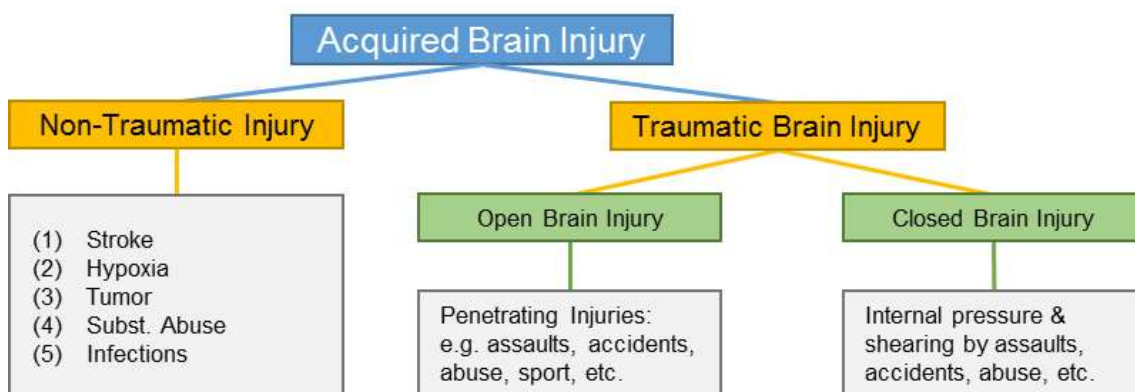 Acquired Brain Injury
Non-Traumatic Injury
Traumatic Brain Injury
Open Brain Injury
Closed Brain Injury
(1) Stroke
(2) Hypoxia
(3) Tumor
(4) Subst. Abuse
(5) Infections
Penetrating Injuries:
e.g. assaults, accidents,
abuse, sport, etc.
Internal pressure &
shearing by assaults,
accidents, abuse, etc.